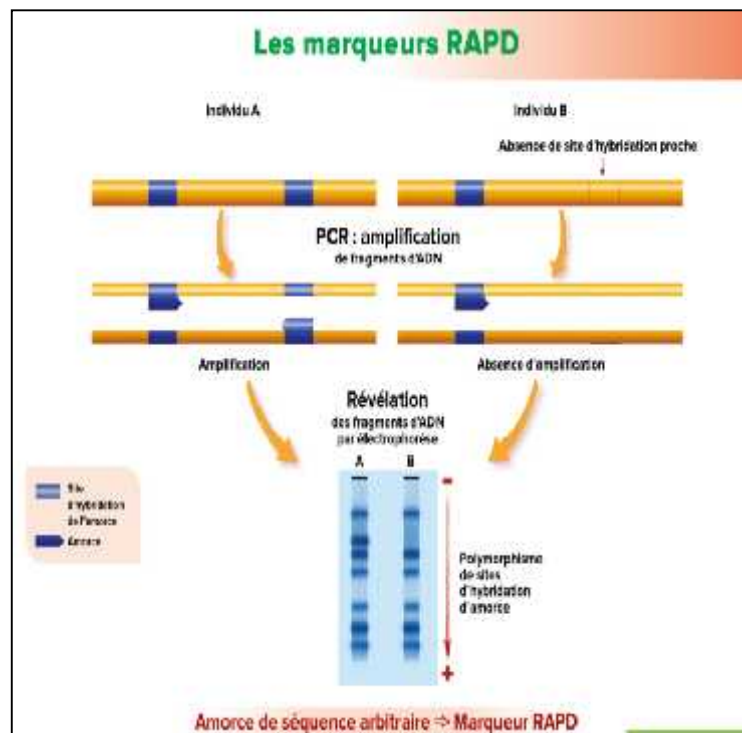 Les marqueurs RAPD
Individu A
Individu B
Absence de site d'hybridation proche
PCR : amplification
de fragments d'ADN
Amplification
Absence d'amplification
Révélation
des fragments d'ADN
par électrophorèse
A B
-
Site
d'hybridation
de l'amorce
Amorce
Polymorphisme
de sites
d'hybridation
d'amorce
+
Amorce de séquence arbitraire ⇨ Marqueur RAPD